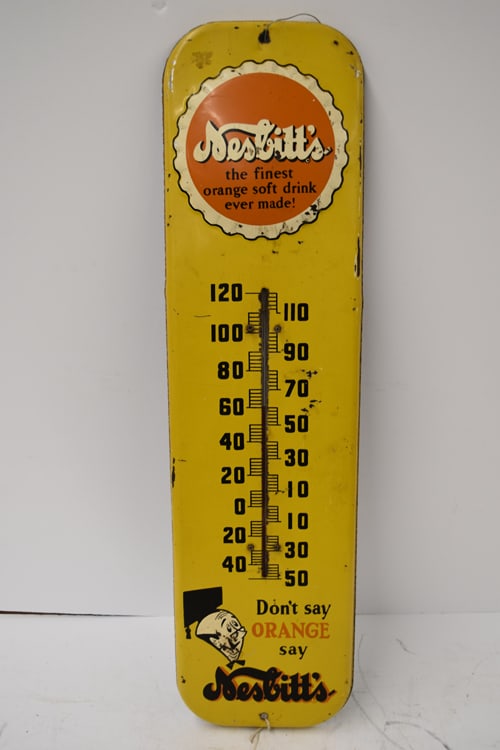 Nesbitt's
the finest
orange soft drink
ever made!
120
110
100
90
80
70
60
50
40
30
20
10
0
10
20
30
40
50
Don't say
ORANGE
say
Nesbitt's